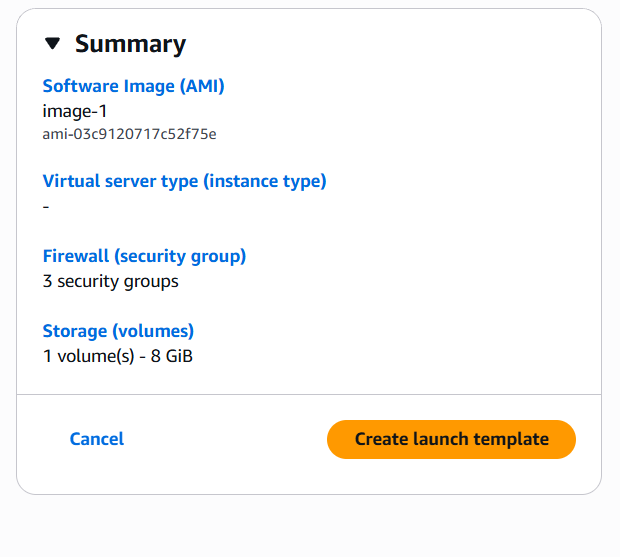 Summary
Software Image (AMI)
image-1
ami-03c9120717c52f75e
Virtual server type (instance type)
-
Firewall (security group)
3 security groups
Storage (volumes)
1 volume(s) - 8 GiB
Cancel
Create launch template